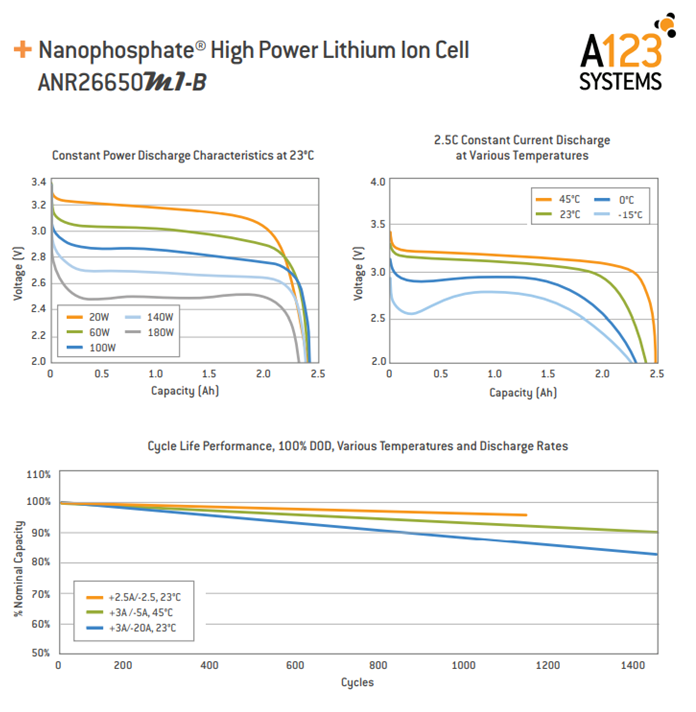 + Nanophosphate® High Power Lithium Ion Cell
ANR26650m1-B
A123
SYSTEMS
Constant Power Discharge Characteristics at 23°C
3.4
3.2
3.0
2.8
2.6
2.4
2.2
2.0
Voltage (V)
20W
60W
100W
140W
180W
0 0.5 1.0 1.5 2.0 2.5
Capacity (Ah)
2.5C Constant Current Discharge
at Various Temperatures
4.0
3.5
3.0
2.5
2.0
Voltage (V)
45°C
23°C
0°C
-15°C
0 0.5 1.0 1.5 2.0 2.5
Capacity (Ah)
Cycle Life Performance, 100% DOD, Various Temperatures and Discharge Rates
110%
100%
90%
80%
70%
60%
50%
% Nominal Capacity
+2.5A/-2.5, 23°C
+3A /-5A, 45°C
+3A/-20A, 23°C
0 200 400 600 800 1000 1200 1400
Cycles